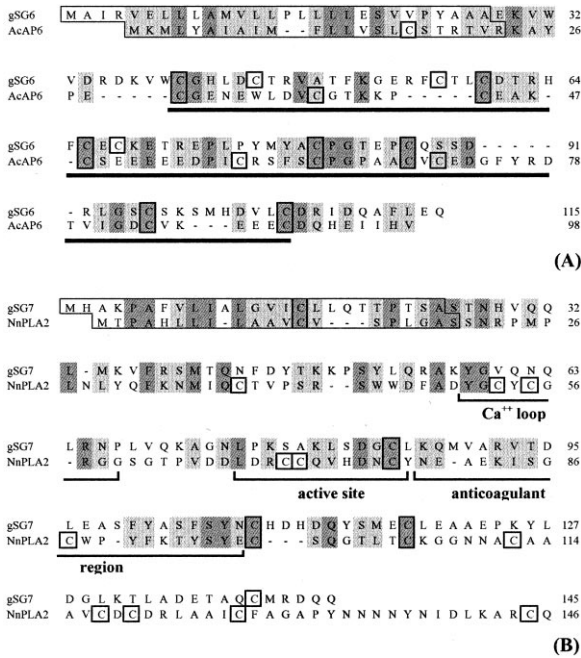 gSG6 M A I R V E L L L A M V L L P L L L L E S V V P Y A A A E K V W 32
AcAP6 M K M L Y A I A I M - F L L V S L C S T R T V R K A Y 26
gSG6 V D R D K V W C G H L D C T R V A T F K G E R F C T L C D T R H 64
AcAP6 P E - - - - - C G E N E W L D V C G T K K P - - - - - C E A K - 47
gSG6 F C E C K E T R E P L P Y M Y A C P G T E P C Q S S D - - - - - 91
AcAP6 - C S E E E E E D P I C R S F S C P G P A A C V C E D G F Y R D 78
gSG6 - R L G S C S K S M H D V L C D R I D Q A F L E Q 115
AcAP6 T V I G D C V K - - - E E E C D Q H E I I H V 98
(A)
gSG7 M H A K P A F V L I A L G V I C L L Q T T P T S A S T N H V Q Q 32
NnPLA2 M T P A H L L I - L A A V C V - - - S P L G A S S N R P M P 26
gSG7 L - M K V F R S M T Q N F D Y T K K P S Y L Q R A K Y G V Q N Q 63
NnPLA2 L N L Y Q F K N M I Q C T V P S R - - S W W D F A D Y G C Y C G 56
Ca++ loop
gSG7 L R N P L V Q K A G N L P K S A K L S D G C L K Q M V A R V T D 95
NnPLA2 - R G G S G T P V D D L D R C C Q V H D N C Y N E - A E K I S G 86
active site anticoagulant
gSG7 L E A S F Y A S F S Y N C H D H D Q Y S M E C L E A A E P K Y L 127
NnPLA2 C W P - Y F K T Y S Y E C - - - S Q G T L T C K G G N N A C A A 114
region
gSG7 D G L K T L A D E T A Q C M R D Q Q 145
NnPLA2 A V C D C D R L A A I C F A G A P Y N N N N Y N I D L K A R C Q 146
(B)